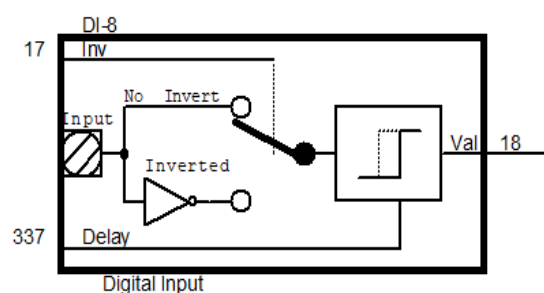 DI-8
17 Inv
No Invert
Input
Val 18
Inverted
337 Delay
Digital Input